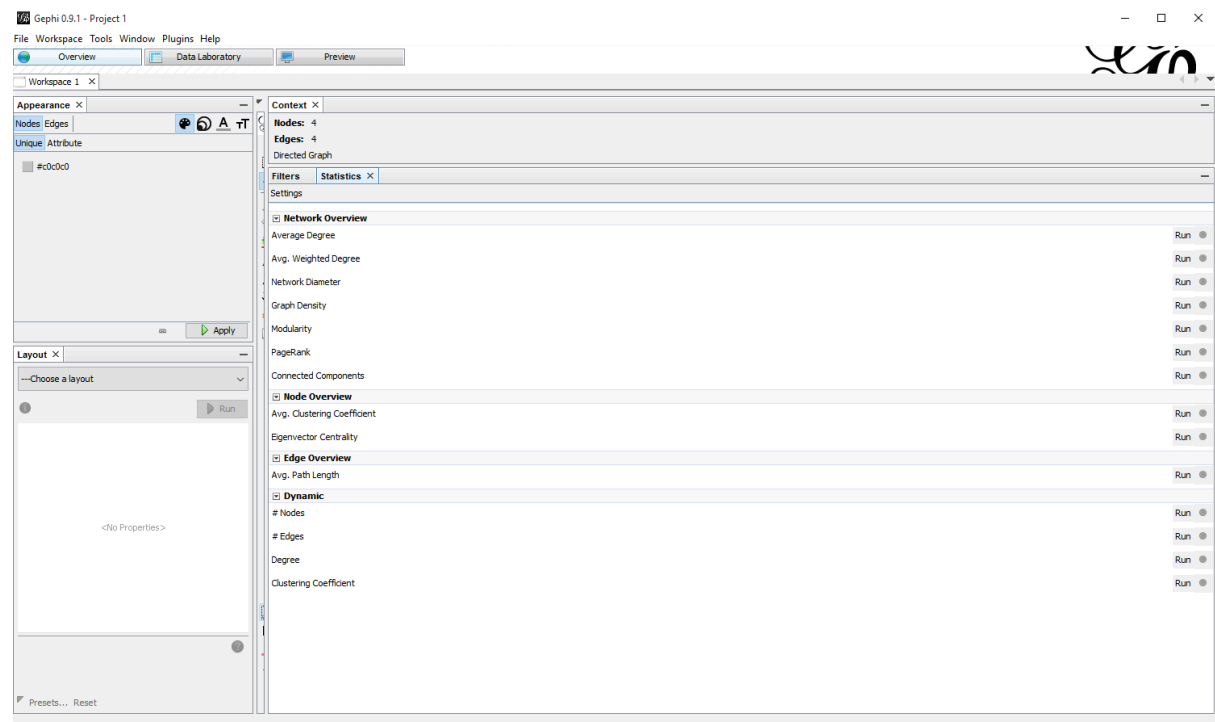 Gephi 0.9.1 - Project 1
File Workspace Tools Window Plugins Help
Overview Data Laboratory Preview
Workspace 1
Appearance
Nodes Edges
Unique Attribute
#c0c0c0
Apply
Layout
---Choose a layout
Run
<No Properties>
Presets... Reset
Context
Nodes: 4
Edges: 4
Directed Graph
Filters Statistics
Settings
Network Overview
Average Degree Run
Avg. Weighted Degree Run
Network Diameter Run
Graph Density Run
Modularity Run
PageRank Run
Connected Components Run
Node Overview
Avg. Clustering Coefficient Run
Eigenvector Centrality Run
Edge Overview
Avg. Path Length Run
Dynamic
# Nodes Run
# Edges Run
Degree Run
Clustering Coefficient Run